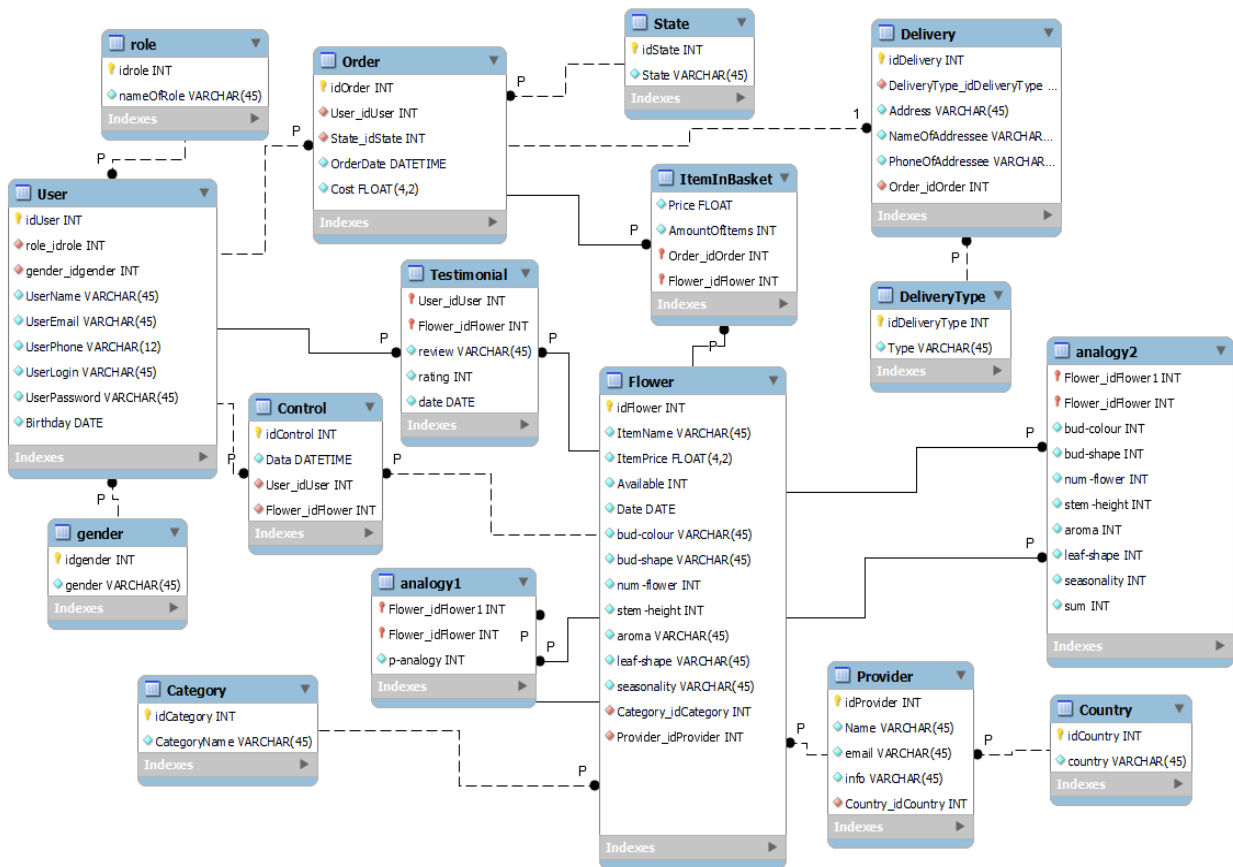 role
idrole INT
nameOfRole VARCHAR(45)
Indexes
Order
idOrder INT
User_idUser INT
State_idState INT
OrderDate DATETIME
Cost FLOAT(4,2)
Indexes
State
idState INT
State VARCHAR(45)
Indexes
Delivery
idDelivery INT
DeliveryType_idDeliveryType ...
Address VARCHAR(45)
NameOfAddressee VARCHAR...
PhoneOfAddressee VARCHAR...
Order_idOrder INT
Indexes
P
P
1
P
User
idUser INT
role_idrole INT
gender_idgender INT
UserName VARCHAR(45)
UserEmail VARCHAR(45)
UserPhone VARCHAR(12)
UserLogin VARCHAR(45)
UserPassword VARCHAR(45)
Birthday DATE
Indexes
ItemInBasket
Price FLOAT
AmountOfItems INT
Order_idOrder INT
Flower_idFlower INT
Indexes
P
P
P
Testimonial
User_idUser INT
Flower_idFlower INT
review VARCHAR(45)
rating INT
date DATE
Indexes
P
P
DeliveryType
idDeliveryType INT
Type VARCHAR(45)
Indexes
Control
idControl INT
Data DATETIME
User_idUser INT
Flower_idFlower INT
Indexes
P
P
Flower
idFlower INT
ItemName VARCHAR(45)
ItemPrice FLOAT(4,2)
Available INT
Date DATE
bud-colour VARCHAR(45)
bud-shape VARCHAR(45)
num-flower INT
stem-height INT
aroma VARCHAR(45)
leaf-shape VARCHAR(45)
seasonality VARCHAR(45)
Category_idCategory INT
Provider_idProvider INT
Indexes
analogy2
Flower_idFlower1 INT
Flower_idFlower INT
bud-colour INT
bud-shape INT
num-flower INT
stem-height INT
aroma INT
leaf-shape INT
seasonality INT
sum INT
Indexes
P
P
P
gender
idgender INT
gender VARCHAR(45)
Indexes
analogy1
Flower_idFlower1 INT
Flower_idFlower INT
p-analogy INT
Indexes
P
P
Category
idCategory INT
CategoryName VARCHAR(45)
Indexes
P
Provider
idProvider INT
Name VARCHAR(45)
email VARCHAR(45)
info VARCHAR(45)
Country_idCountry INT
Indexes
P
P
Country
idCountry INT
country VARCHAR(45)
Indexes